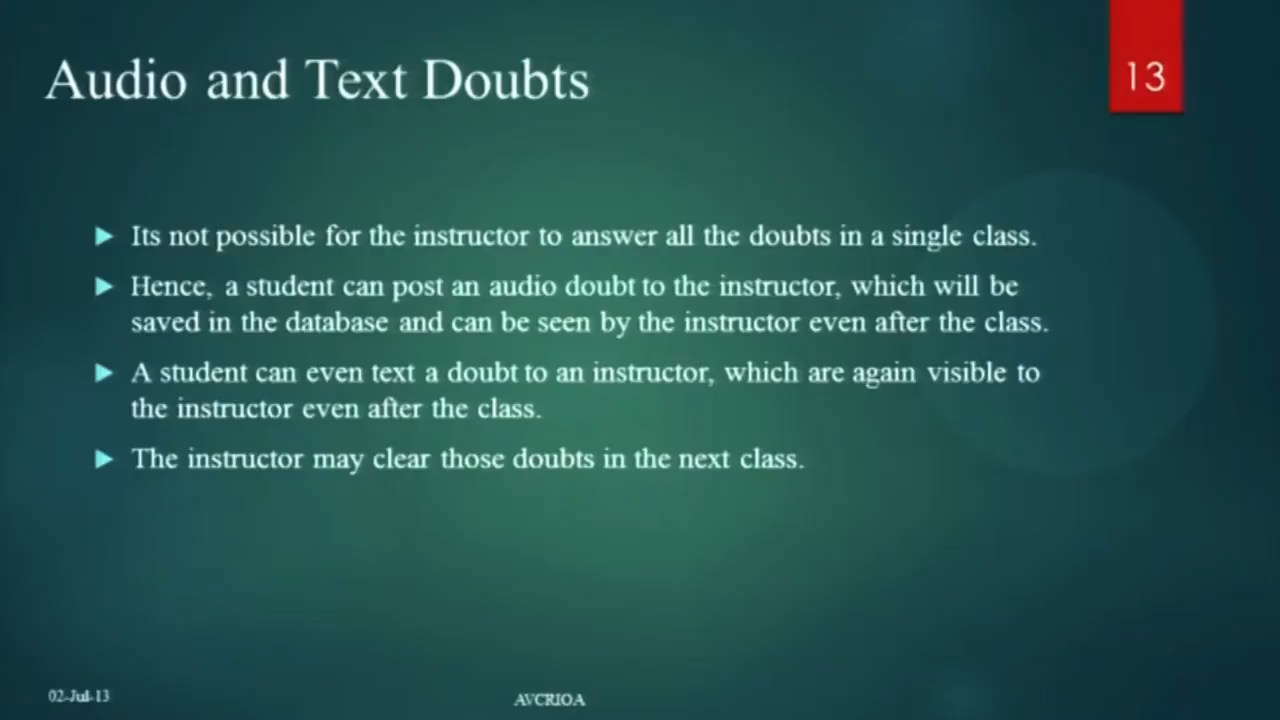 Audio and Text Doubts
13
Its not possible for the instructor to answer all the doubts in a single class.
Hence, a student can post an audio doubt to the instructor, which will be
saved in the database and can be seen by the instructor even after the class.
A student can even text a doubt to an instructor, which are again visible to
the instructor even after the class.
The instructor may clear those doubts in the next class.
02-Jul-13
AVCRIOA